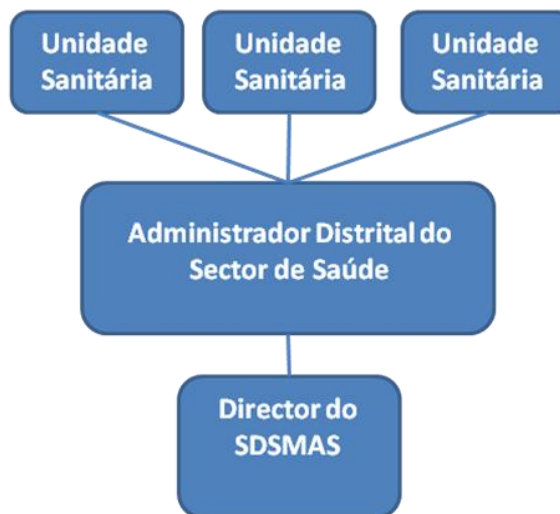 Unidade
Sanitária
Unidade
Sanitária
Unidade
Sanitária
Administrador Distrital do
Sector de Saúde
Director do
SDSMAS